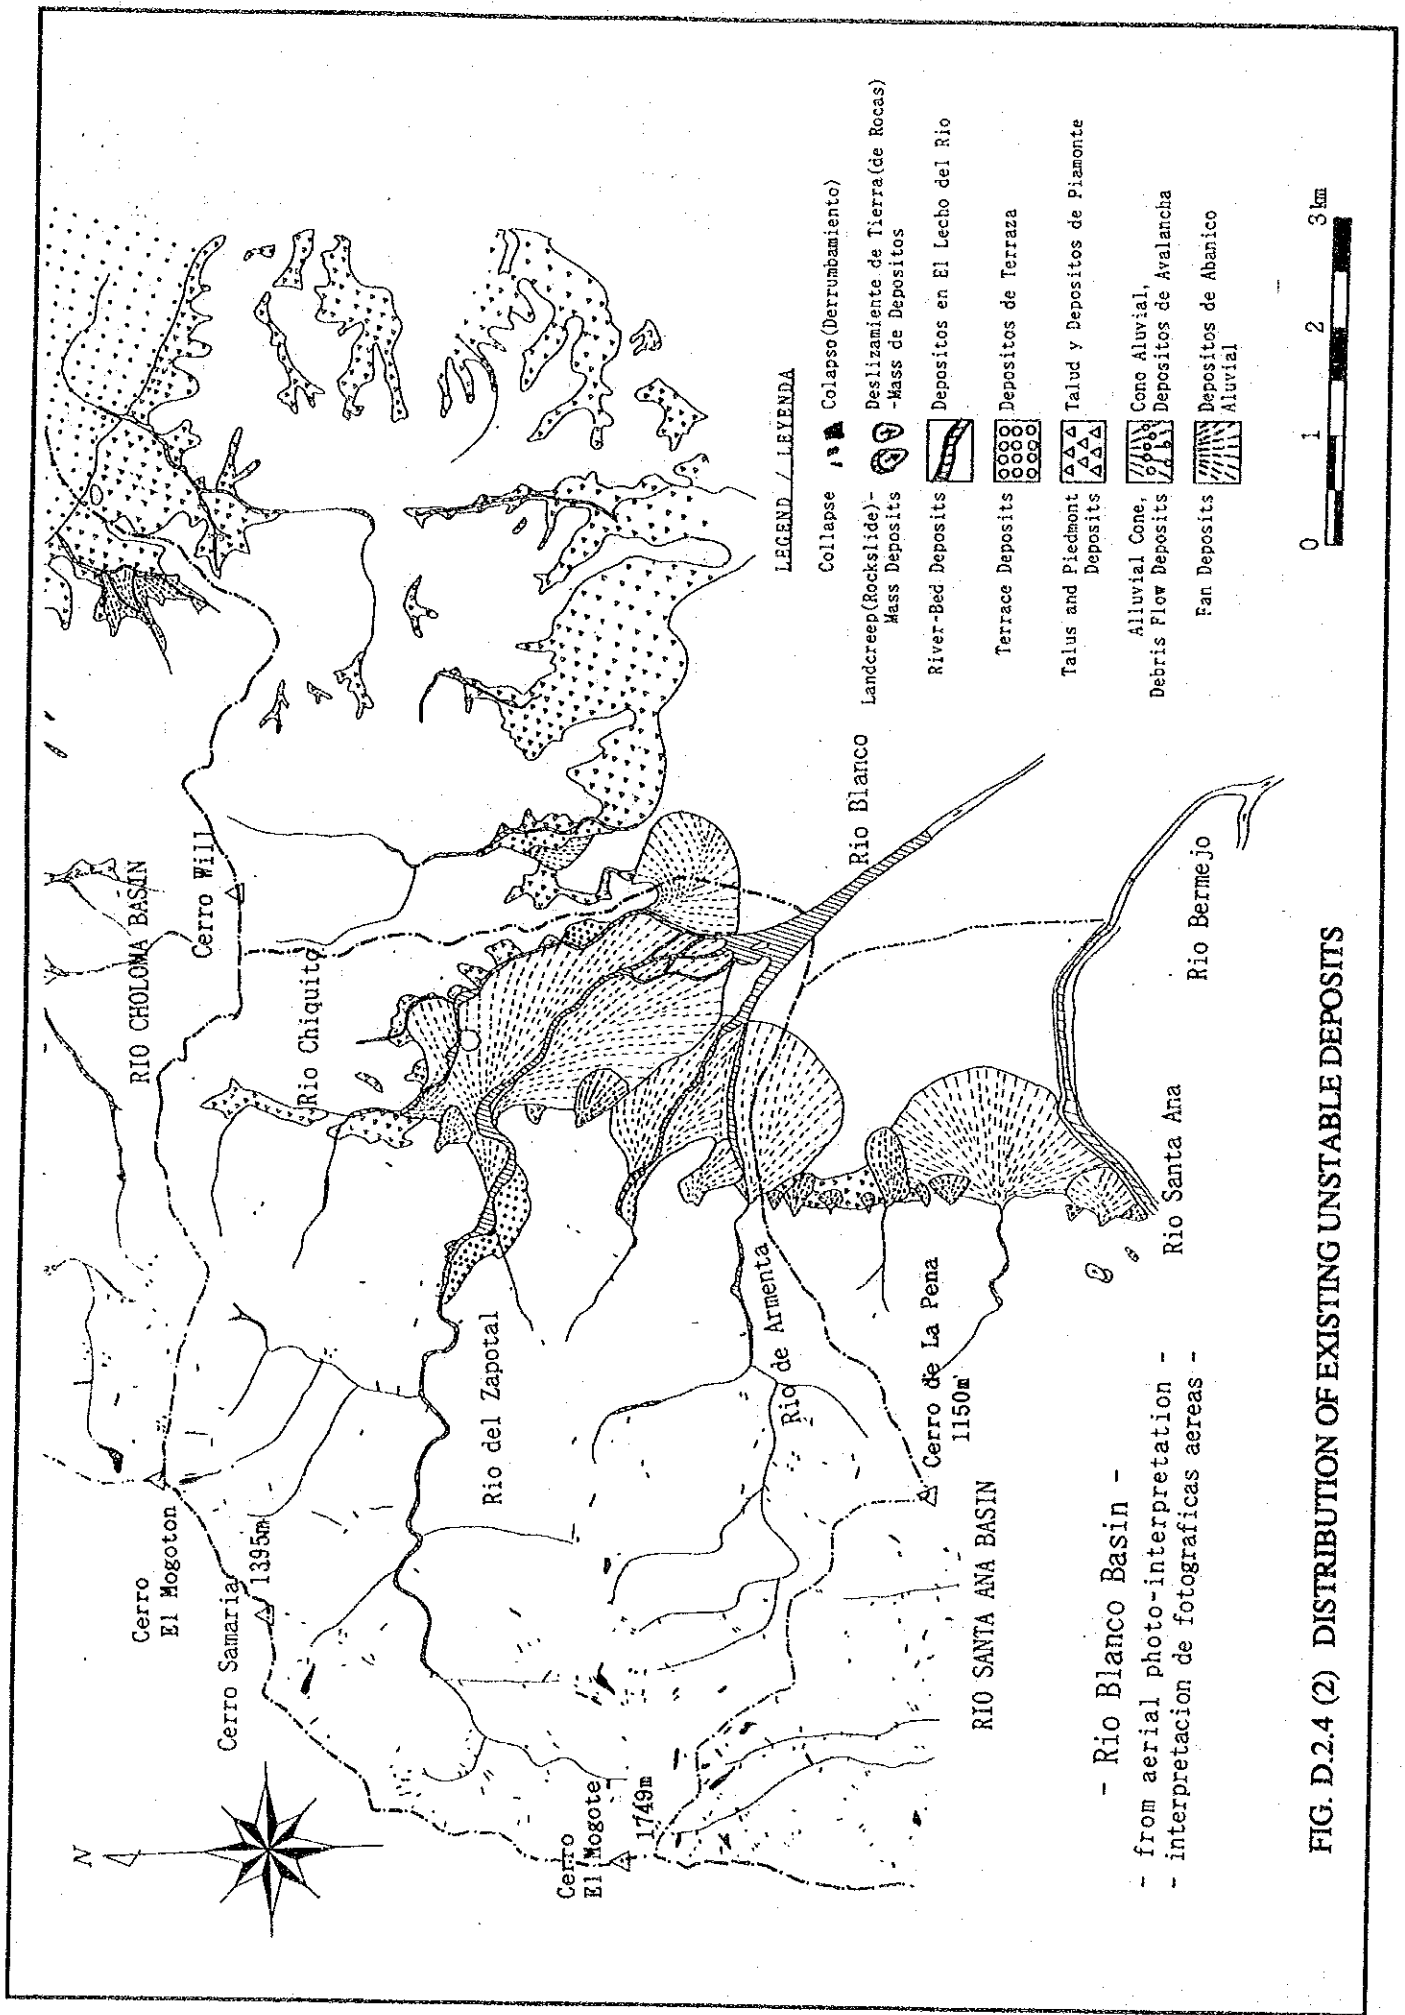 N
Cerro
El Mogoton
Cerro Samaria
1395m
Cerro
El Mogote
1749m
RIO CHOLOMA BASIN
Cerro Will
Rio Chiquito
Rio del Zapotal
Rio de Armenta
Cerro de La Pena
1150m
RIO SANTA ANA BASIN
Rio Santa Ana
Rio Bermejo
Rio Blanco
LEGEND / LEYENDA
Collapse Colapso(Derrumbamiento)
Landcreep(Rockslide)- Deslizamiente de Tierra(de Rocas)
Mass Deposits -Mass de Depositos
River-Bed Deposits Depositos en El Lecho del Rio
Terrace Deposits Depositos de Terraza
Talus and Piedmont Talud y Depositos de Piamonte
Deposits
Alluvial Cone, Cono Aluvial,
Debris Flow Deposits Depositos de Avalancha
Fan Deposits Depositos de Abanico
Aluvial
0 1 2 3km
- Rio Blanco Basin -
- from aerial photo-interpretation -
- interpretacion de fotograficas aereas -
FIG. D.2.4 (2) DISTRIBUTION OF EXISTING UNSTABLE DEPOSITS